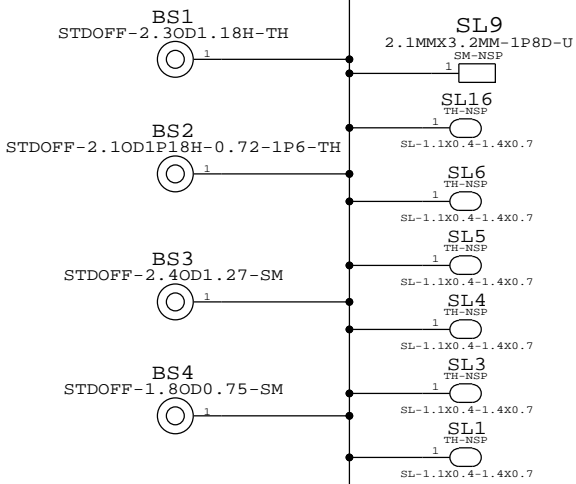 BS1
STDOFF-2.3OD1.18H-TH
1
SL9
2.1MMX3.2MM-1P8D-U
SM-NSP
1
SL16
TH-NSP
1
SL-1.1X0.4-1.4X0.7
BS2
STDOFF-2.1OD1P18H-0.72-1P6-TH
1
SL6
TH-NSP
1
SL-1.1X0.4-1.4X0.7
SL5
TH-NSP
1
SL-1.1X0.4-1.4X0.7
BS3
STDOFF-2.4OD1.27-SM
1
SL4
TH-NSP
1
SL-1.1X0.4-1.4X0.7
BS4
STDOFF-1.8OD0.75-SM
1
SL3
TH-NSP
1
SL-1.1X0.4-1.4X0.7
SL1
TH-NSP
1
SL-1.1X0.4-1.4X0.7